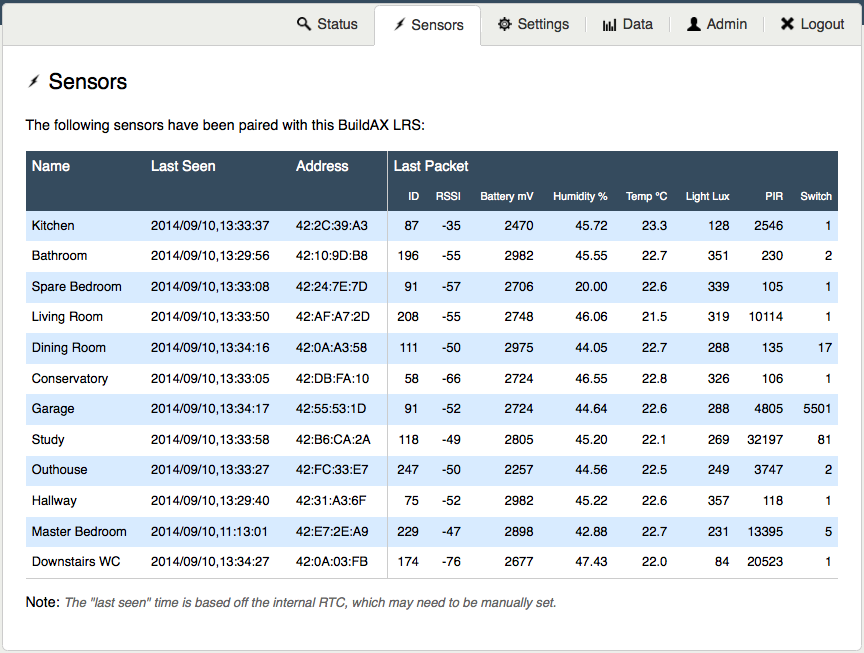 Status Sensors Settings Data Admin Logout
Sensors
The following sensors have been paired with this BuildAX LRS:
Name Last Seen Address Last Packet
ID RSSI Battery mV Humidity % Temp ºC Light Lux PIR Switch
Kitchen 2014/09/10,13:33:37 42:2C:39:A3 87 -35 2470 45.72 23.3 128 2546 1
Bathroom 2014/09/10,13:29:56 42:10:9D:B8 196 -55 2982 45.55 22.7 351 230 2
Spare Bedroom 2014/09/10,13:33:08 42:24:7E:7D 91 -57 2706 20.00 22.6 339 105 1
Living Room 2014/09/10,13:33:50 42:AF:A7:2D 208 -55 2748 46.06 21.5 319 10114 1
Dining Room 2014/09/10,13:34:16 42:0A:A3:58 111 -50 2975 44.05 22.7 288 135 17
Conservatory 2014/09/10,13:33:05 42:DB:FA:10 58 -66 2724 46.55 22.8 326 106 1
Garage 2014/09/10,13:34:17 42:55:53:1D 91 -52 2724 44.64 22.6 288 4805 5501
Study 2014/09/10,13:33:58 42:B6:CA:2A 118 -49 2805 45.20 22.1 269 32197 81
Outhouse 2014/09/10,13:33:27 42:FC:33:E7 247 -50 2257 44.56 22.5 249 3747 2
Hallway 2014/09/10,13:29:40 42:31:A3:6F 75 -52 2982 45.22 22.6 357 118 1
Master Bedroom 2014/09/10,11:13:01 42:E7:2E:A9 229 -47 2898 42.88 22.7 231 13395 5
Downstairs WC 2014/09/10,13:34:27 42:0A:03:FB 174 -76 2677 47.43 22.0 84 20523 1
Note: The "last seen" time is based off the internal RTC, which may need to be manually set.